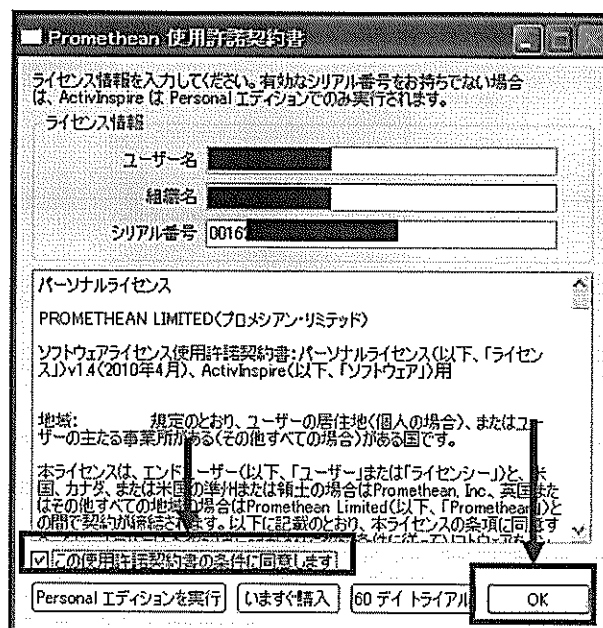 Promethean 使用許諾契約書
ライセンス情報を入力してください。有効なシリアル番号をお持ちでない場合
は、ActivInspire は Personal エディションでのみ実行されます。
ライセンス情報
ユーザー名
組織名
シリアル番号 0016
パーソナルライセンス
PROMETHEAN LIMITED(プロメシアン・リミテッド)
ソフトウェアライセンス使用許諾契約書:パーソナルライセンス(以下、「ライセン
ス」)v1.4(2010年4月)、ActivInspire(以下、「ソフトウェア」)用
地域: 規定のとおり、ユーザーの居住地(個人の場合)、またはユー
ザーの主たる事業所がある(その他すべての場合)がある国です。
本ライセンスは、エンドユーザー(以下、「ユーザー」または「ライセンシー」)と、米
国、カナダ、または米国の準州または領土の場合はPromethean, Inc.、英国また
はその他すべての地域の場合はPromethean Limited(以下、「Promethean」)と
の間で契約が締結されます。以下に記載のとおり、本ライセンスの条項に同意す
この使用許諾契約書の条件に同意します
Personal エディションを実行 いますぐ購入 60 デイ トライアル OK